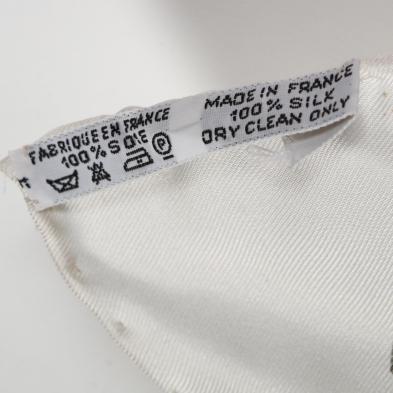 FABRIQUE EN FRANCE
100% SOIE
MADE IN FRANCE
100% SILK
DRY CLEAN ONLY